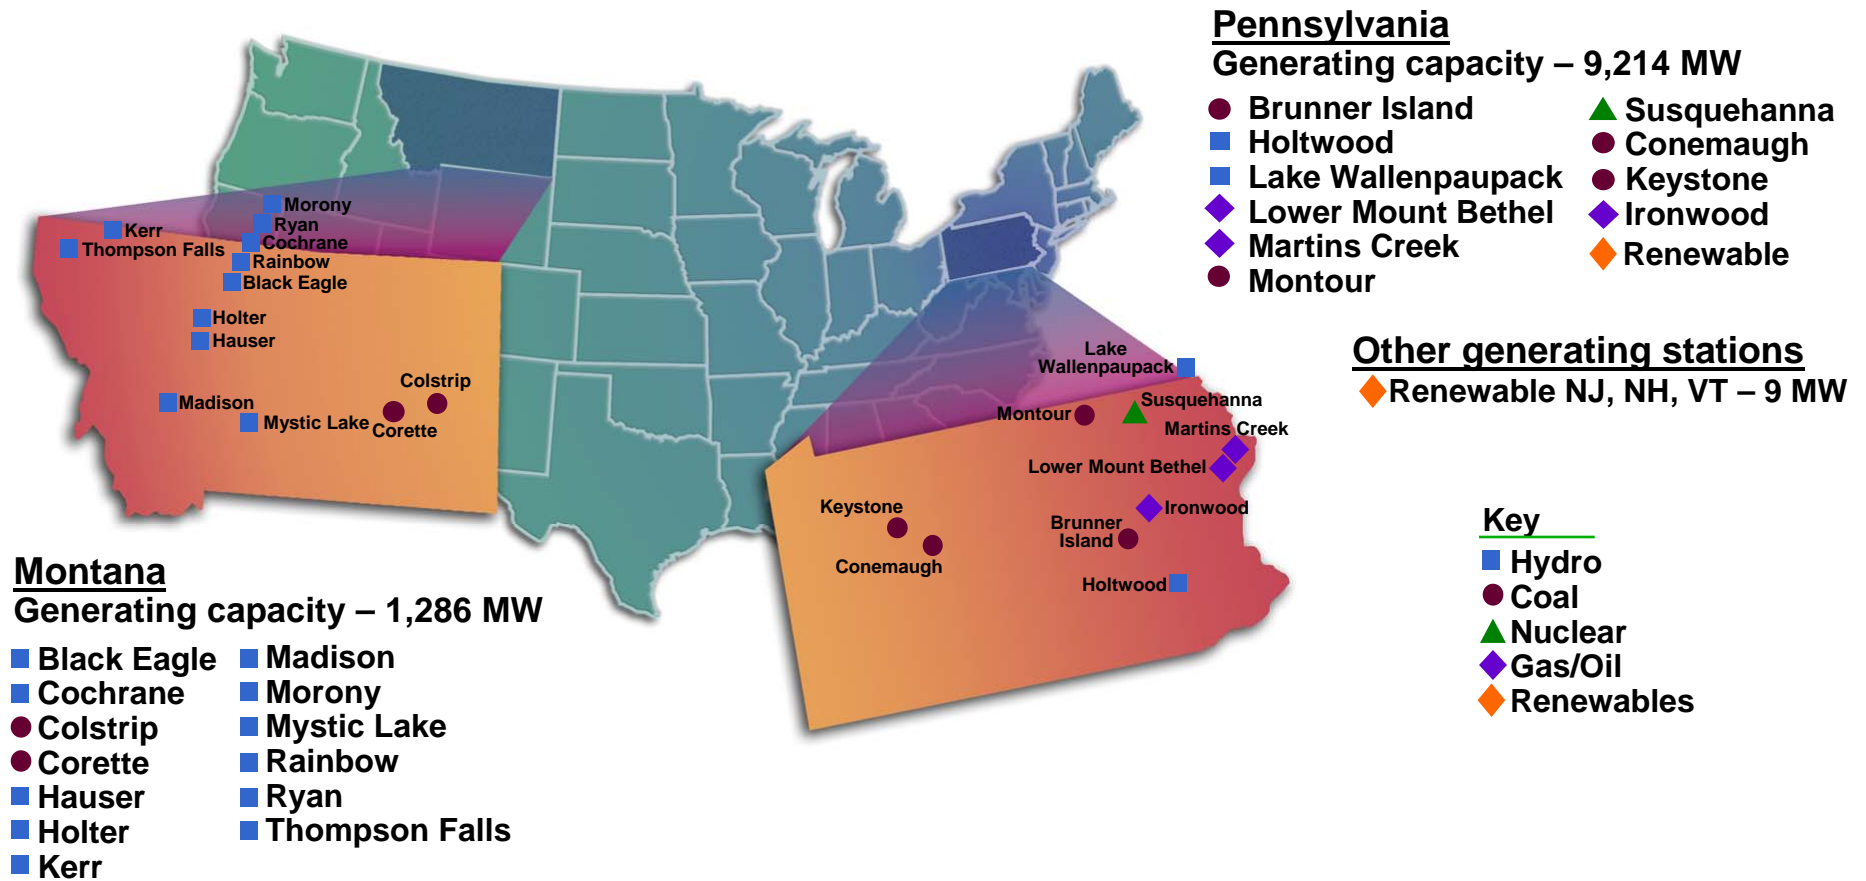 Pennsylvania
Generating capacity – 9,214 MW
Brunner Island
Holtwood
Lake Wallenpaupack
Lower Mount Bethel
Martins Creek
Montour
Susquehanna
Conemaugh
Keystone
Ironwood
Renewable
Other generating stations
Renewable NJ, NH, VT – 9 MW
Key
Hydro
Coal
Nuclear
Gas/Oil
Renewables
Morony
Ryan
Kerr
Cochrane
Thompson Falls
Rainbow
Black Eagle
Holter
Hauser
Colstrip
Madison
Mystic Lake
Corette
Lake
Wallenpaupack
Susquehanna
Montour
Martins Creek
Lower Mount Bethel
Keystone
Ironwood
Brunner
Island
Conemaugh
Holtwood
Montana
Generating capacity – 1,286 MW
Black Eagle
Cochrane
Colstrip
Corette
Hauser
Holter
Kerr
Madison
Morony
Mystic Lake
Rainbow
Ryan
Thompson Falls